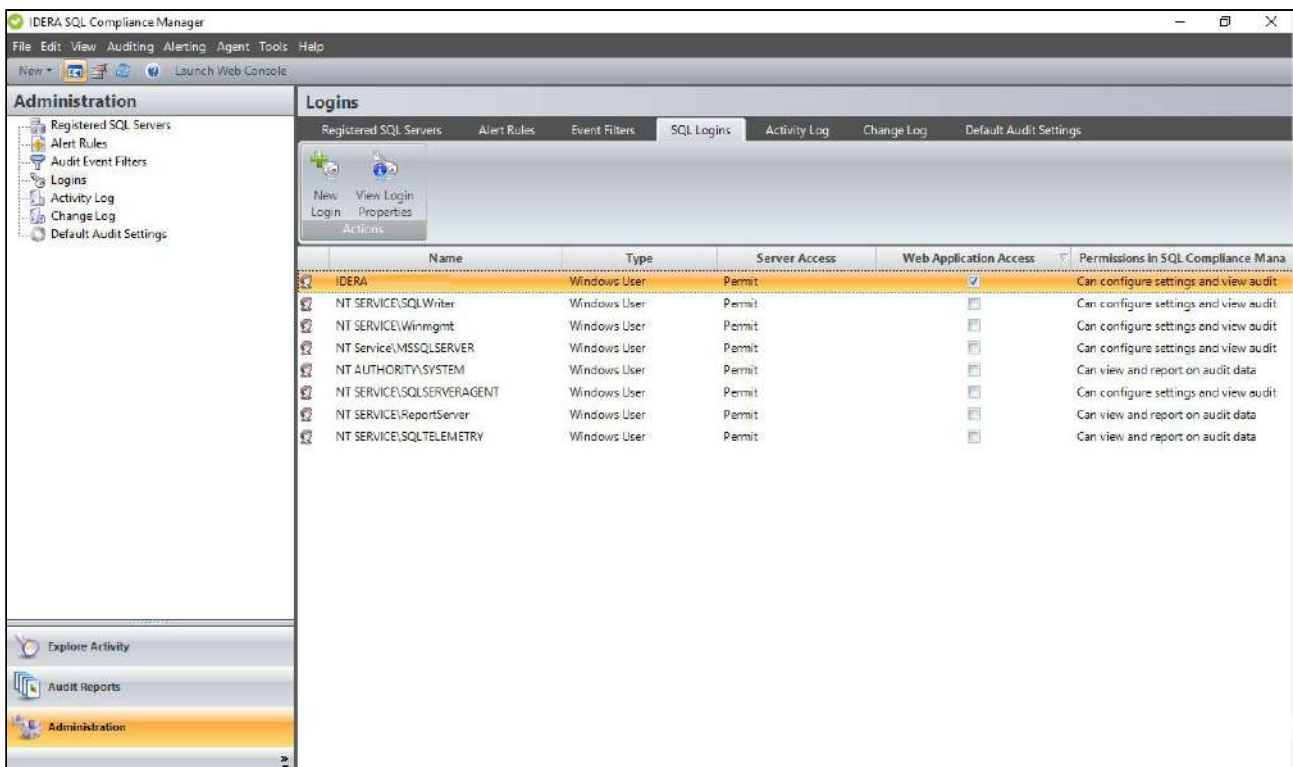 IDERA SQL Compliance Manager
File Edit View Auditing Alerting Agent Tools Help
New Launch Web Console
Administration
Registered SQL Servers
Alert Rules
Audit Event Filters
Logins
Activity Log
Change Log
Default Audit Settings
Explore Activity
Audit Reports
Administration
Logins
Registered SQL Servers Alert Rules Event Filters SQL Logins Activity Log Change Log Default Audit Settings
New Login View Login Properties
Actions
Name Type Server Access Web Application Access Permissions in SQL Compliance Mana
IDERA Windows User Permit Can configure settings and view audit
NT SERVICE\SQLWriter Windows User Permit Can configure settings and view audit
NT SERVICE\Winmgmt Windows User Permit Can configure settings and view audit
NT Service\MSSQLSERVER Windows User Permit Can configure settings and view audit
NT AUTHORITY\SYSTEM Windows User Permit Can view and report on audit data
NT SERVICE\SQLSERVERAGENT Windows User Permit Can configure settings and view audit
NT SERVICE\ReportServer Windows User Permit Can view and report on audit data
NT SERVICE\SQLTELEMETRY Windows User Permit Can view and report on audit data